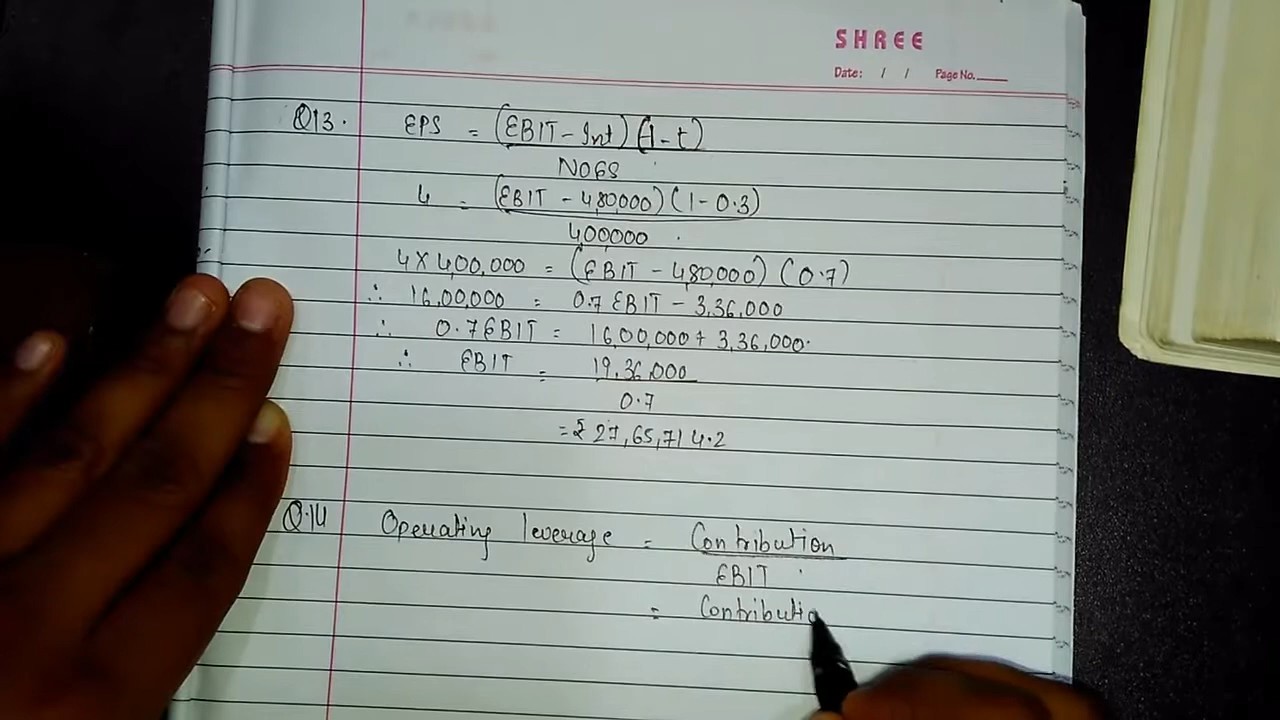 SHREE
Date: / / Page No.
Q13. EPS = (EBIT - Int)(1-t)
NOES
4 = (EBIT - 4,80,000)(1-0.3)
400000
4 X 400,000 = (EBIT - 480000) (0.7)
∴ 16,00,000 = 0.7 EBIT - 3,36,000
∴ 0.7 EBIT = 16,00,000 + 3,36,000.
∴ EBIT = 19,36,000
0.7
= ₹ 27,65,714.2
Q.14 Operating leverage = Contribution
EBIT
= Contributio